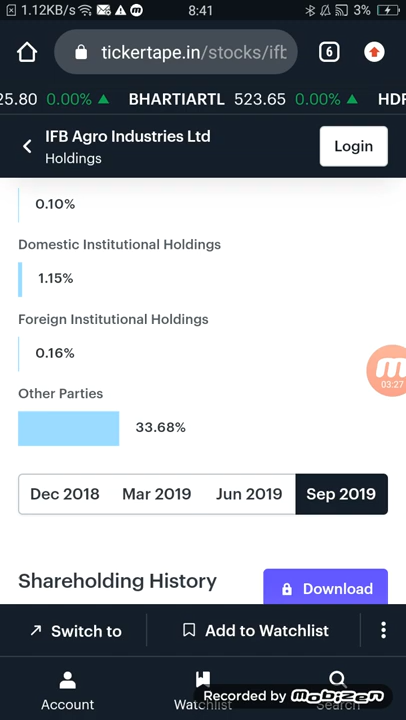 1.12KB/s 8:41 3%
tickertape.in/stocks/ifb 6
25.80 0.00% ▲ BHARTIARTL 523.65 0.00% ▲ HDF
IFB Agro Industries Ltd
Login
Holdings
0.10%
Domestic Institutional Holdings
1.15%
Foreign Institutional Holdings
0.16%
03:27
Other Parties
33.68%
Dec 2018 Mar 2019 Jun 2019 Sep 2019
Shareholding History
Download
Switch to Add to Watchlist
Account Watchlist Search
Recorded by MOBIZEN